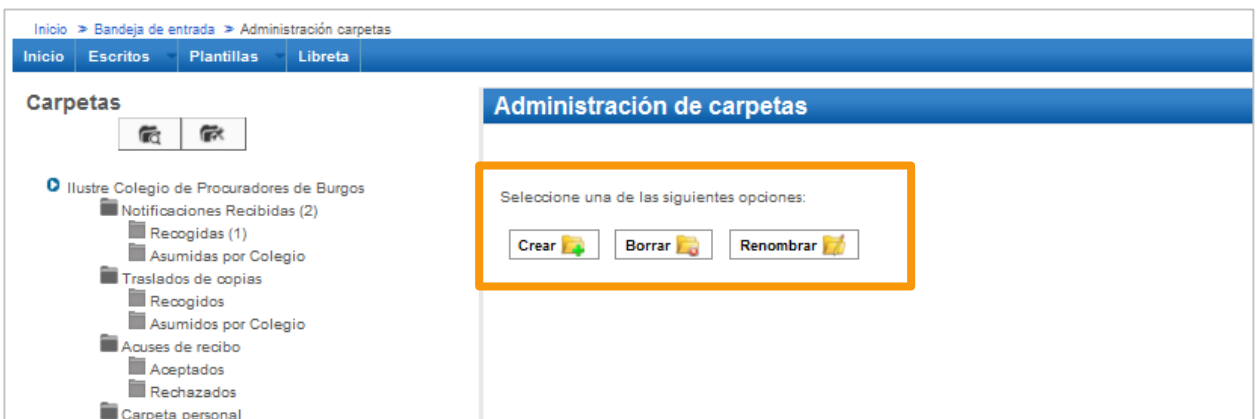 Inicio > Bandeja de entrada > Administración carpetas
Inicio Escritos Plantillas Libreta
Carpetas
Ilustre Colegio de Procuradores de Burgos
Notificaciones Recibidas (2)
Recogidas (1)
Asumidas por Colegio
Traslados de copias
Recogidos
Asumidos por Colegio
Acuses de recibo
Aceptados
Rechazados
Carpeta personal
Administración de carpetas
Seleccione una de las siguientes opciones:
Crear Borrar Renombrar